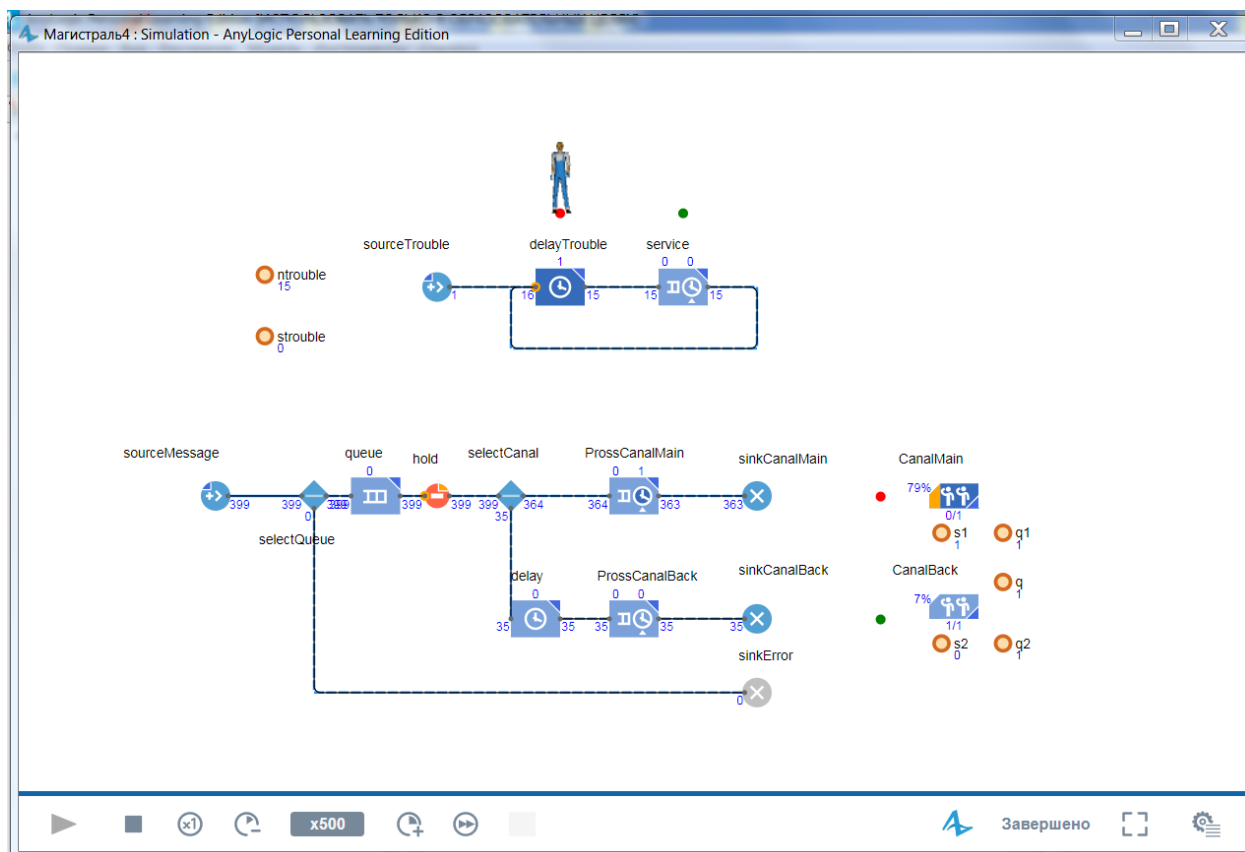 Магистраль4 : Simulation - AnyLogic Personal Learning Edition
sourceTrouble
delayTrouble
service
1
0 0
ntrouble
15
1
16
15
15
15
strouble
0
sourceMessage
queue
hold
selectCanal
ProssCanalMain
sinkCanalMain
CanalMain
0
0 1
79%
399
399
399
399
399
364
364
363
363
0
35
0/1
selectQueue
s1
1
q1
1
delay
ProssCanalBack
sinkCanalBack
CanalBack
0
0 0
7%
q
1
35
35
35
35
35
1/1
s2
0
q2
1
sinkError
0
x1
x500
Завершено